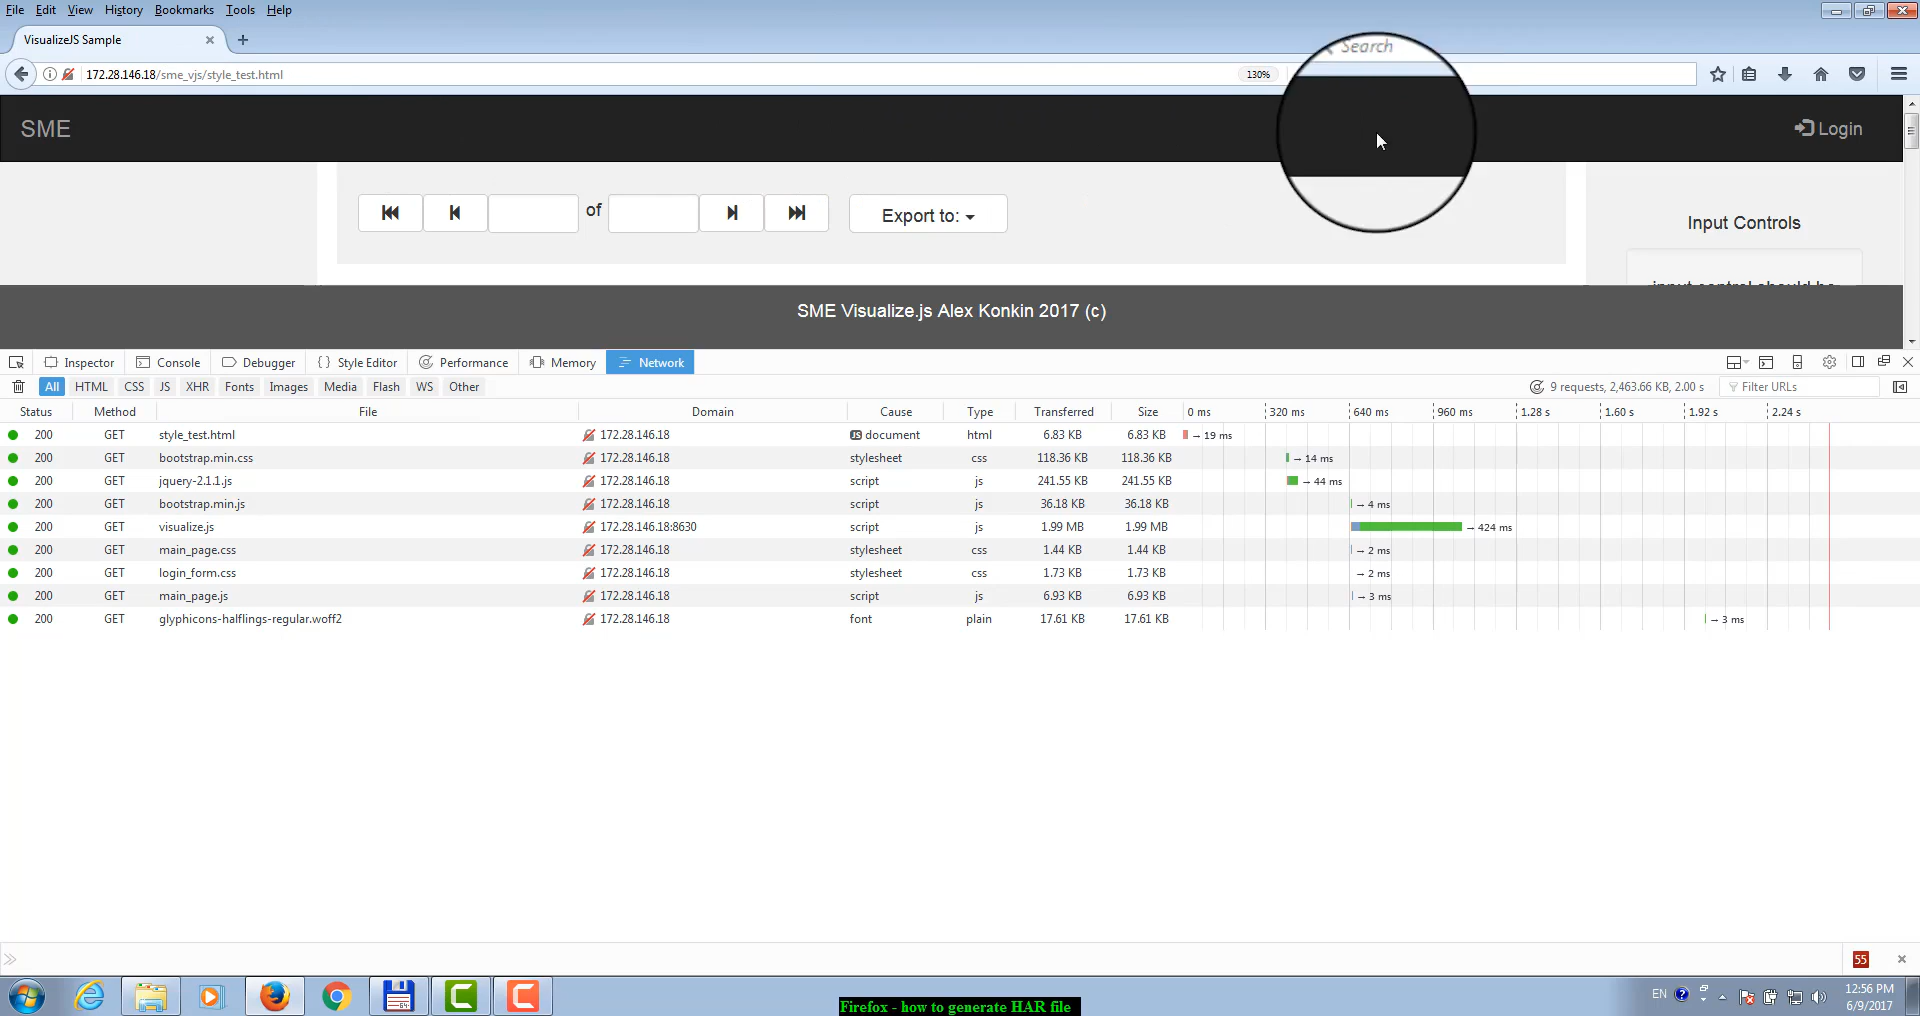 File Edit View History Bookmarks Tools Help
VisualizeJS Sample
172.28.146.18/sme_vjs/style_test.html 130% Search
SME Login
of Export to:
Input Controls
SME Visualize.js Alex Konkin 2017 (c)
Inspector Console Debugger Style Editor Performance Memory Network
All HTML CSS JS XHR Fonts Images Media Flash WS Other 9 requests, 2,463.66 KB, 2.00 s Filter URLs
Status Method File Domain Cause Type Transferred Size 0 ms 320 ms 640 ms 960 ms 1.28 s 1.60 s 1.92 s 2.24 s
200 GET style_test.html 172.28.146.18 JS document html 6.83 KB 6.83 KB → 19 ms
200 GET bootstrap.min.css 172.28.146.18 stylesheet css 118.36 KB 118.36 KB → 14 ms
200 GET jquery-2.1.1.js 172.28.146.18 script js 241.55 KB 241.55 KB → 44 ms
200 GET bootstrap.min.js 172.28.146.18 script js 36.18 KB 36.18 KB → 4 ms
200 GET visualize.js 172.28.146.18:8630 script js 1.99 MB 1.99 MB → 424 ms
200 GET main_page.css 172.28.146.18 stylesheet css 1.44 KB 1.44 KB → 2 ms
200 GET login_form.css 172.28.146.18 stylesheet css 1.73 KB 1.73 KB → 2 ms
200 GET main_page.js 172.28.146.18 script js 6.93 KB 6.93 KB → 3 ms
200 GET glyphicons-halflings-regular.woff2 172.28.146.18 font plain 17.61 KB 17.61 KB → 3 ms
55
EN 12:56 PM
6/9/2017
Firefox - how to generate HAR file